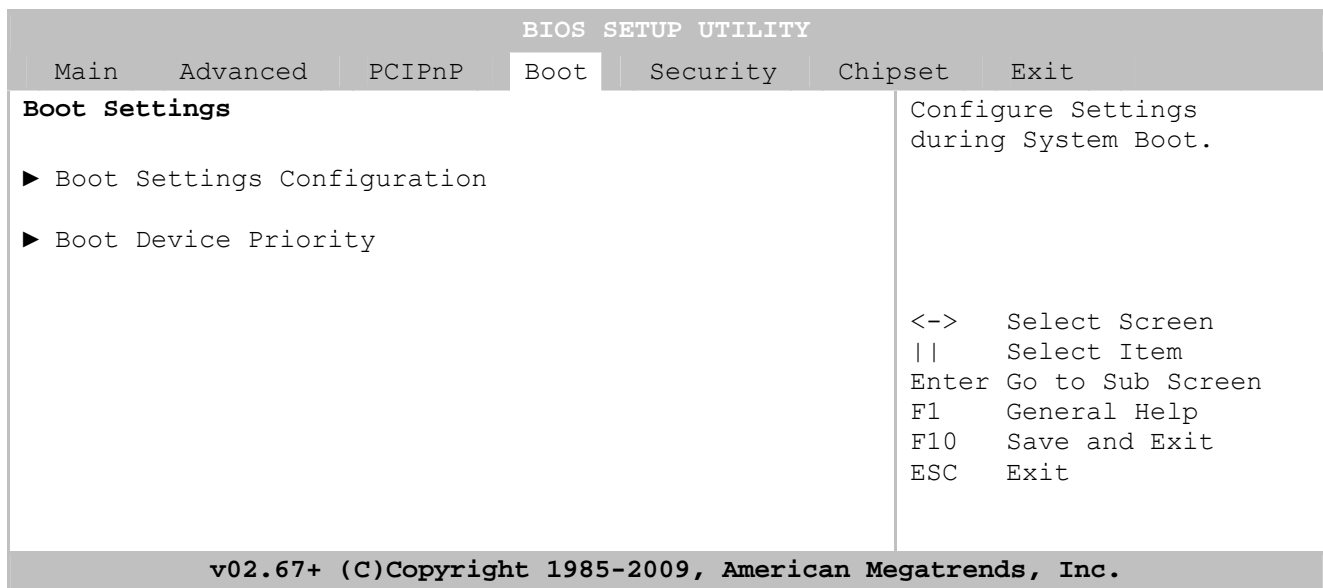 BIOS SETUP UTILITY
Main Advanced PCIPnP Boot Security Chipset Exit
Boot Settings
► Boot Settings Configuration
► Boot Device Priority
Configure Settings
during System Boot.
<-> Select Screen
|| Select Item
Enter Go to Sub Screen
F1 General Help
F10 Save and Exit
ESC Exit
v02.67+ (C)Copyright 1985-2009, American Megatrends, Inc.